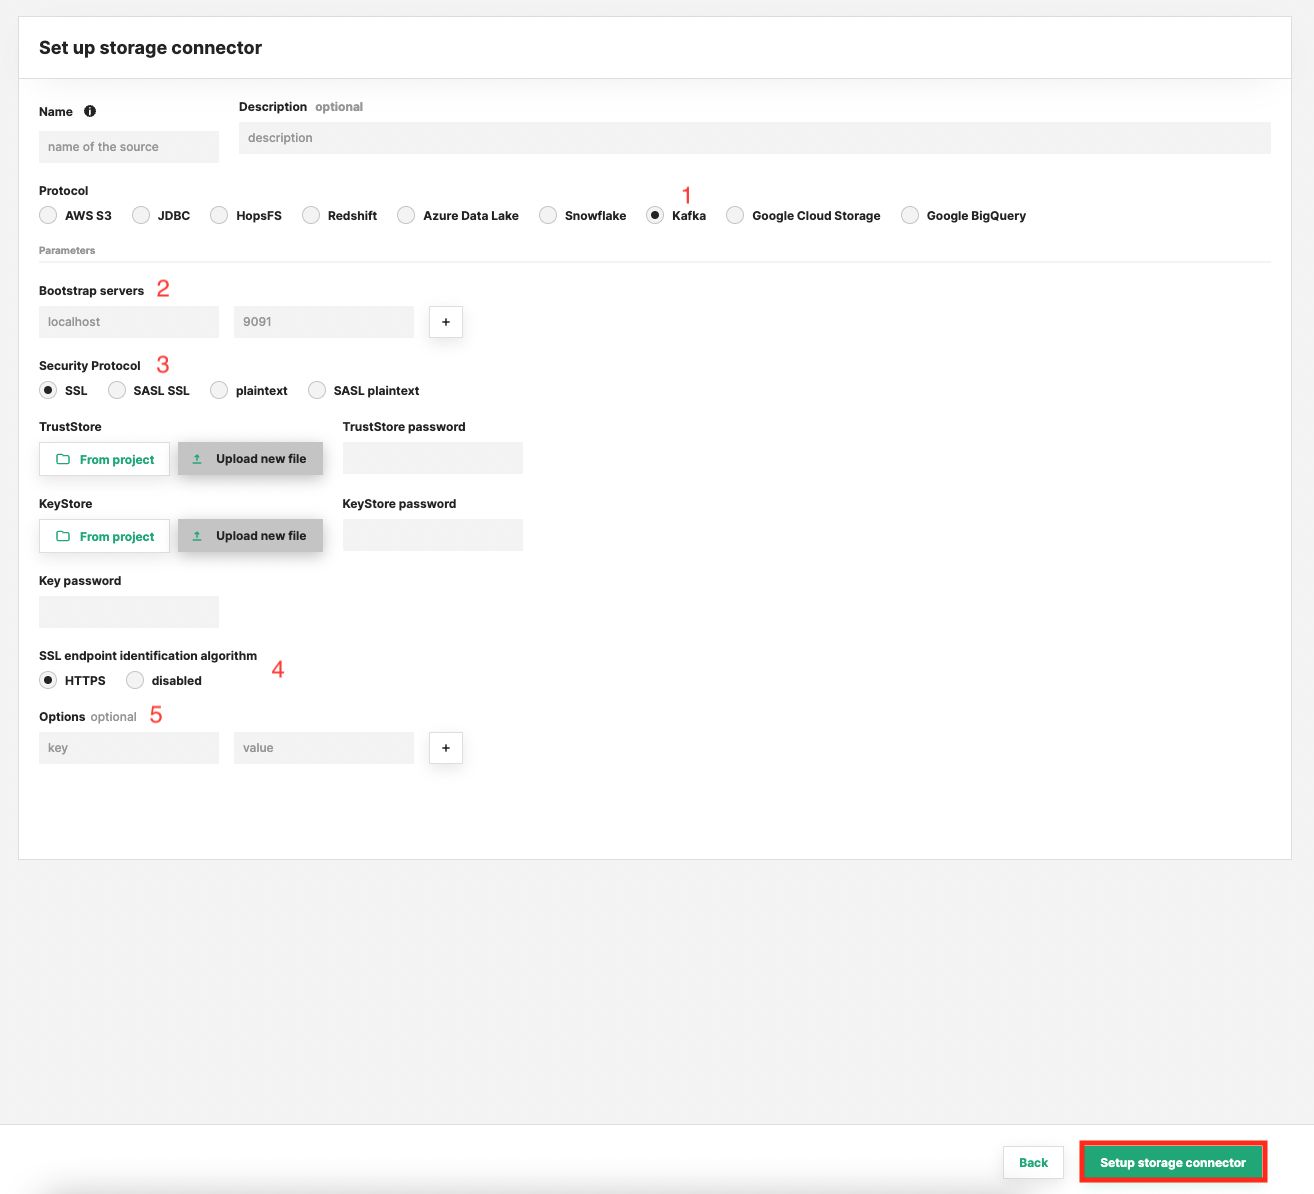 Set up storage connector
Name
Description optional
name of the source
description
Protocol
1
AWS S3 JDBC HopsFS Redshift Azure Data Lake Snowflake Kafka Google Cloud Storage Google BigQuery
Parameters
Bootstrap servers 2
localhost 9091 +
Security Protocol 3
SSL SASL SSL plaintext SASL plaintext
TrustStore TrustStore password
From project Upload new file
KeyStore KeyStore password
From project Upload new file
Key password
SSL endpoint identification algorithm
4
HTTPS disabled
Options optional 5
key value +
Back Setup storage connector